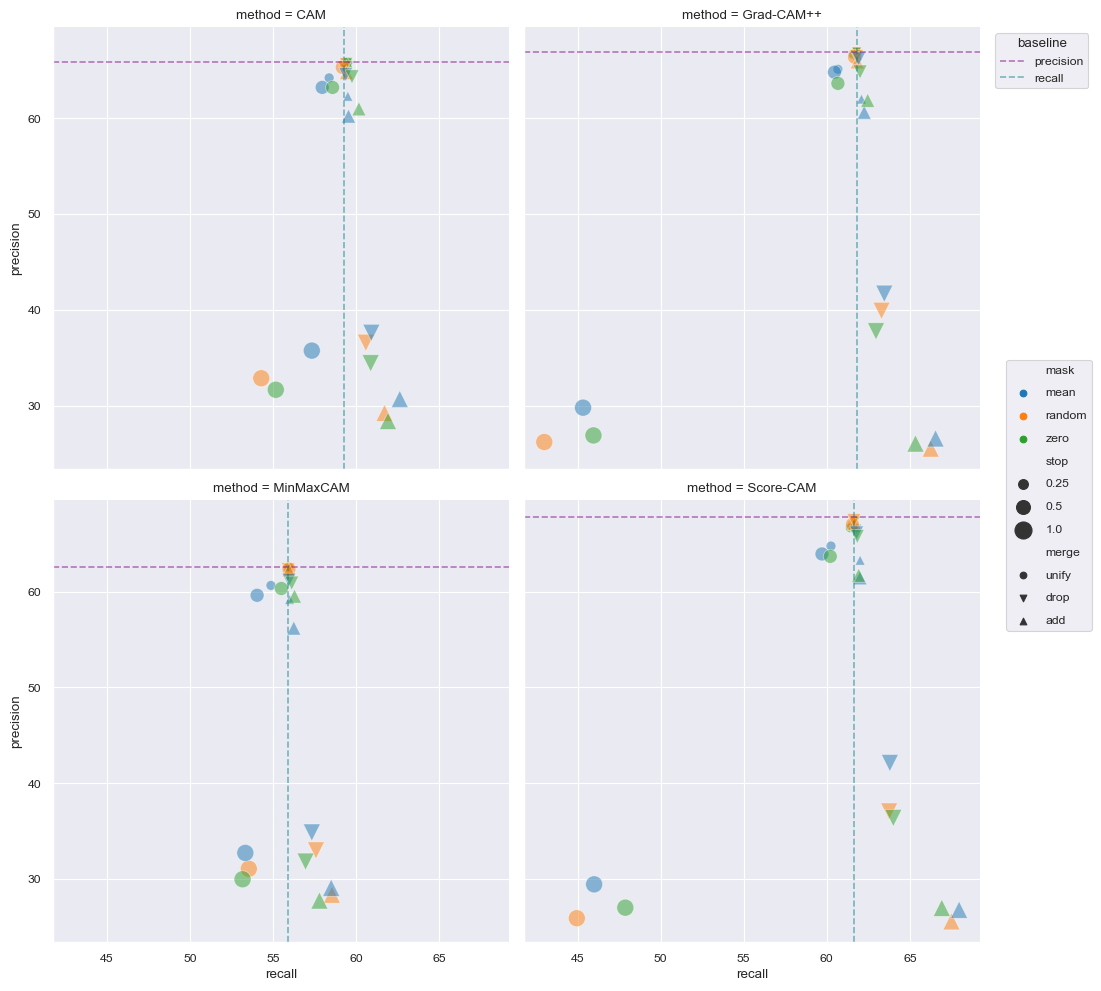 method = CAM
method = Grad-CAM++
baseline
precision
recall
60
50
40
30
precision
method = MinMaxCAM
method = Score-CAM
mask
mean
random
zero
stop
0.25
0.5
1.0
merge
unify
drop
add
60
50
40
30
precision
45
50
55
60
65
recall
45
50
55
60
65
recall